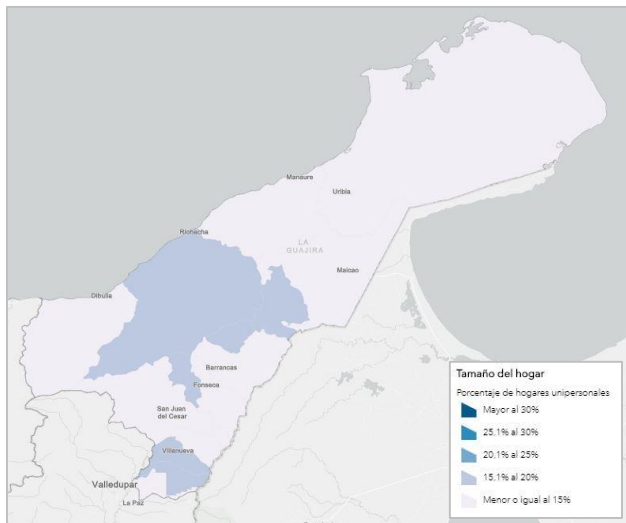 Manaure
Uribia
Riohacha
LA
GUAJIRA
Maicao
Dibulla
Barrancas
Fonseca
San Juan
del Cesar
Villanueva
Valledupar
La Paz
Tamaño del hogar
Porcentaje de hogares unipersonales
Mayor al 30%
25,1% al 30%
20,1% al 25%
15,1% al 20%
Menor o igual al 15%